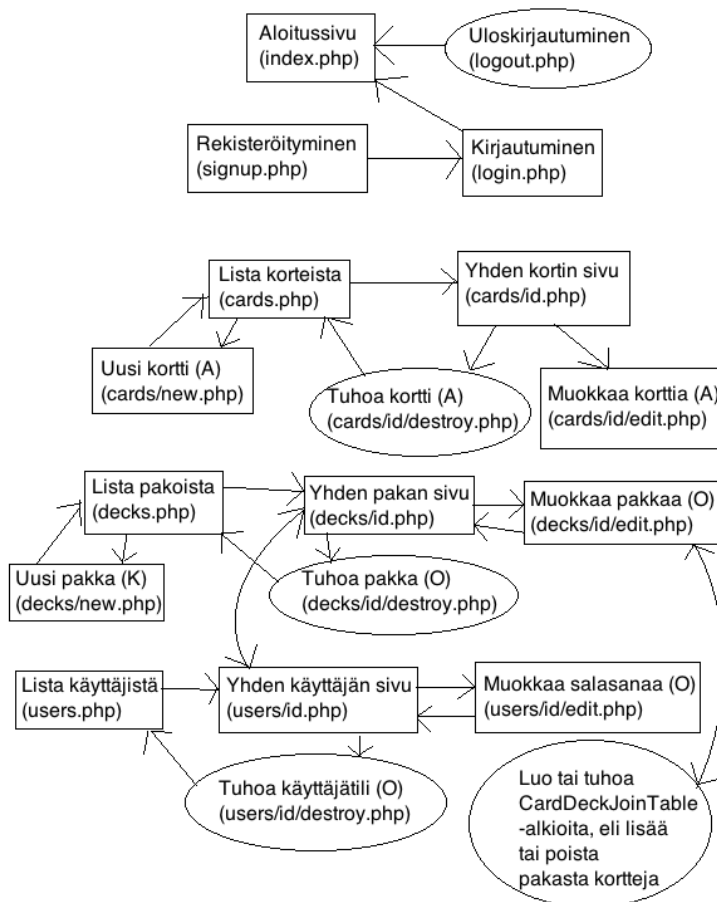 Aloitussivu
(index.php)
Uloskirjautuminen
(logout.php)
Rekisteröityminen
(signup.php)
Kirjautuminen
(login.php)
Lista korteista
(cards.php)
Yhden kortin sivu
(cards/id.php)
Uusi kortti (A)
(cards/new.php)
Tuhoa kortti (A)
(cards/id/destroy.php)
Muokkaa korttia (A)
(cards/id/edit.php)
Lista pakoista
(decks.php)
Yhden pakan sivu
(decks/id.php)
Muokkaa pakkaa (O)
(decks/id/edit.php)
Uusi pakka (K)
(decks/new.php)
Tuhoa pakka (O)
(decks/id/destroy.php)
Lista käyttäjistä
(users.php)
Yhden käyttäjän sivu
(users/id.php)
Muokkaa salasanaa (O)
(users/id/edit.php)
Tuhoa käyttäjätili (O)
(users/id/destroy.php)
Luo tai tuhoa
CardDeckJoinTable
-alkioita, eli lisää
tai poista
pakasta kortteja